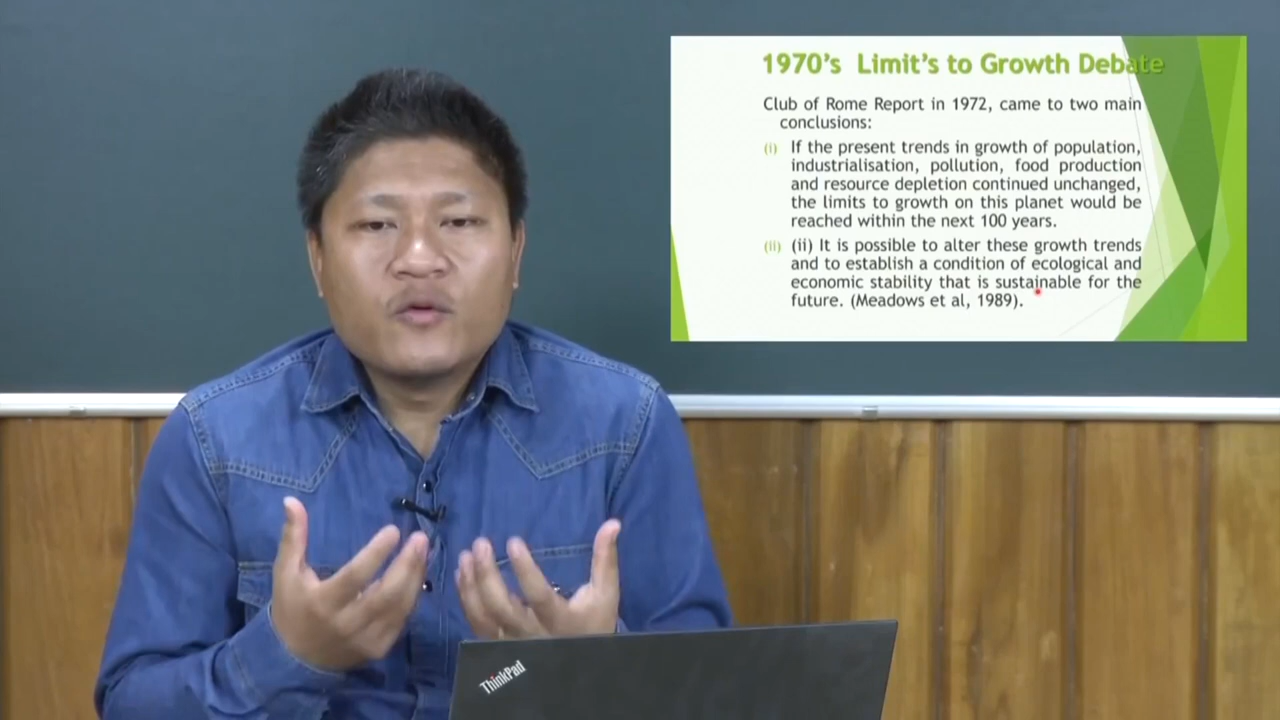 1970's Limit's to Growth Debate
Club of Rome Report in 1972, came to two main
conclusions:
(i) If the present trends in growth of population,
industrialisation, pollution, food production
and resource depletion continued unchanged,
the limits to growth on this planet would be
reached within the next 100 years.
(ii) (ii) It is possible to alter these growth trends
and to establish a condition of ecological and
economic stability that is sustainable for the
future. (Meadows et al, 1989).
ThinkPad